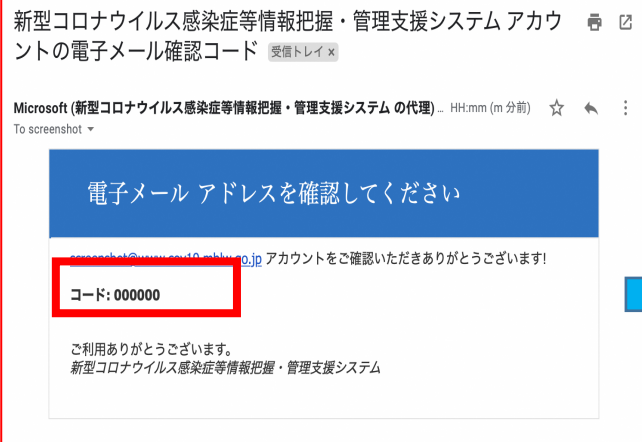 新型コロナウイルス感染症等情報把握・管理支援システム アカウ
ントの電子メール確認コード 受信トレイ ×
Microsoft (新型コロナウイルス感染症等情報把握・管理支援システム の代理) .. HH:mm (m 分前)
To screenshot
電子メール アドレスを確認してください
screenshot@www.cov19.mhlw.go.jp アカウントをご確認いただきありがとうございます!
コード: 000000
ご利用ありがとうございます。
新型コロナウイルス感染症等情報把握・管理支援システム